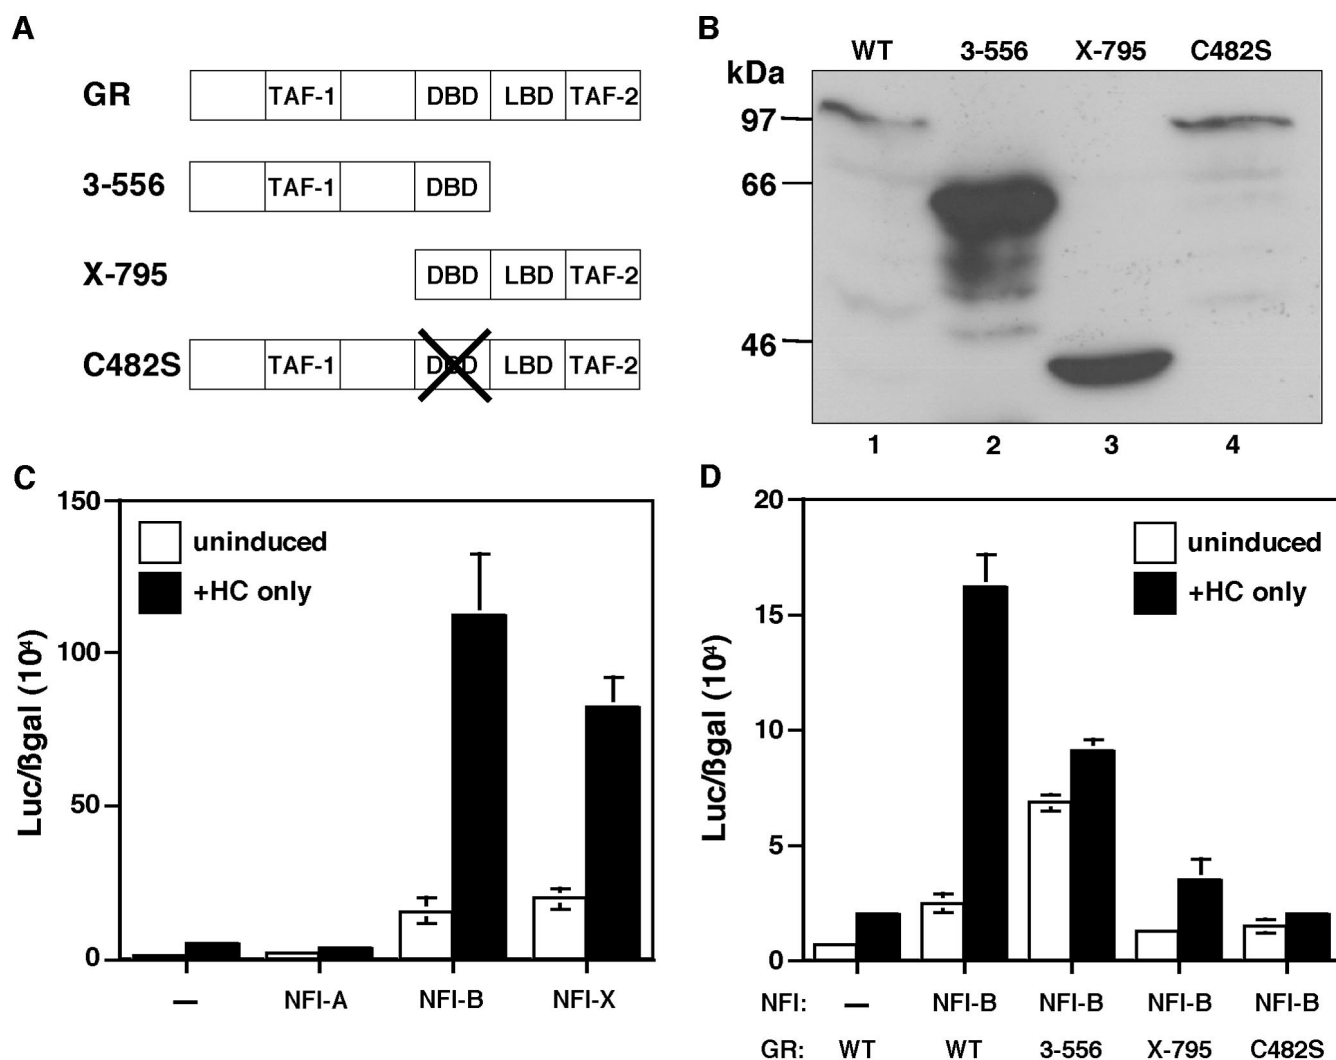 A
GR TAF-1 DBD LBD TAF-2
3-556 TAF-1 DBD
X-795 DBD LBD TAF-2
C482S TAF-1 DBD LBD TAF-2
B
WT 3-556 X-795 C482S
kDa
97
66
46
1 2 3 4
C
150
100
50
0
Luc/ßgal (10⁴)
uninduced
+HC only
– NFI-A NFI-B NFI-X
D
20
15
10
5
0
Luc/ßgal (10⁴)
uninduced
+HC only
NFI: – NFI-B NFI-B NFI-B NFI-B
GR: WT WT 3-556 X-795 C482S